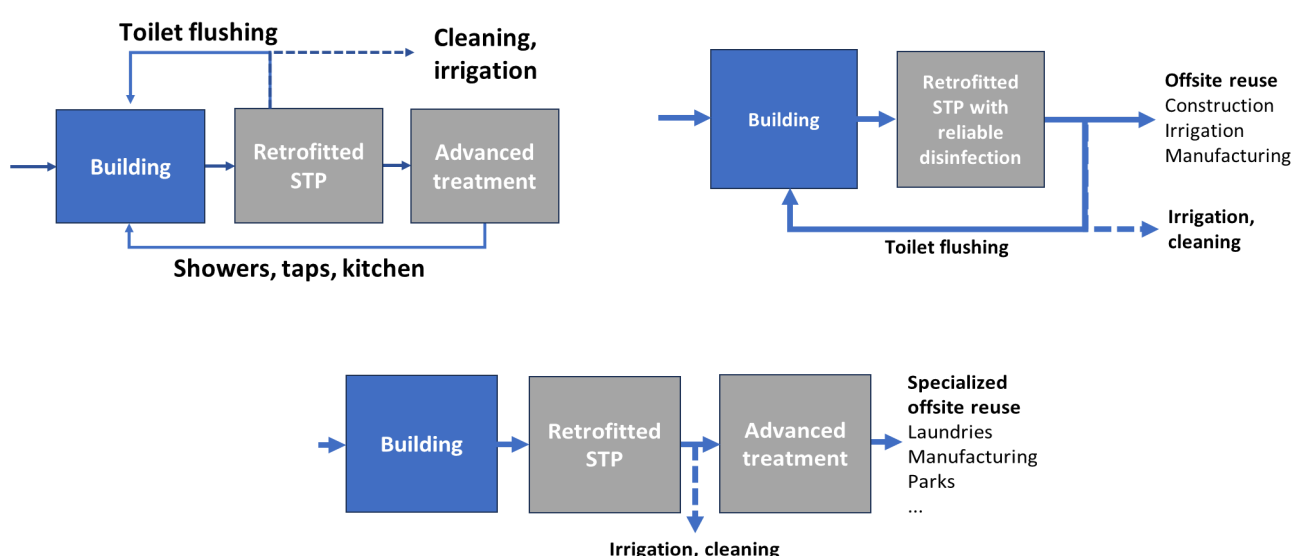 Toilet flushing
Cleaning,
irrigation
Building
Retrofitted
STP
Advanced
treatment
Showers, taps, kitchen
Building
Retrofitted
STP with
reliable
disinfection
Offsite reuse
Construction
Irrigation
Manufacturing
Toilet flushing
Irrigation,
cleaning
Building
Retrofitted
STP
Advanced
treatment
Specialized
offsite reuse
Laundries
Manufacturing
Parks
...
Irrigation, cleaning